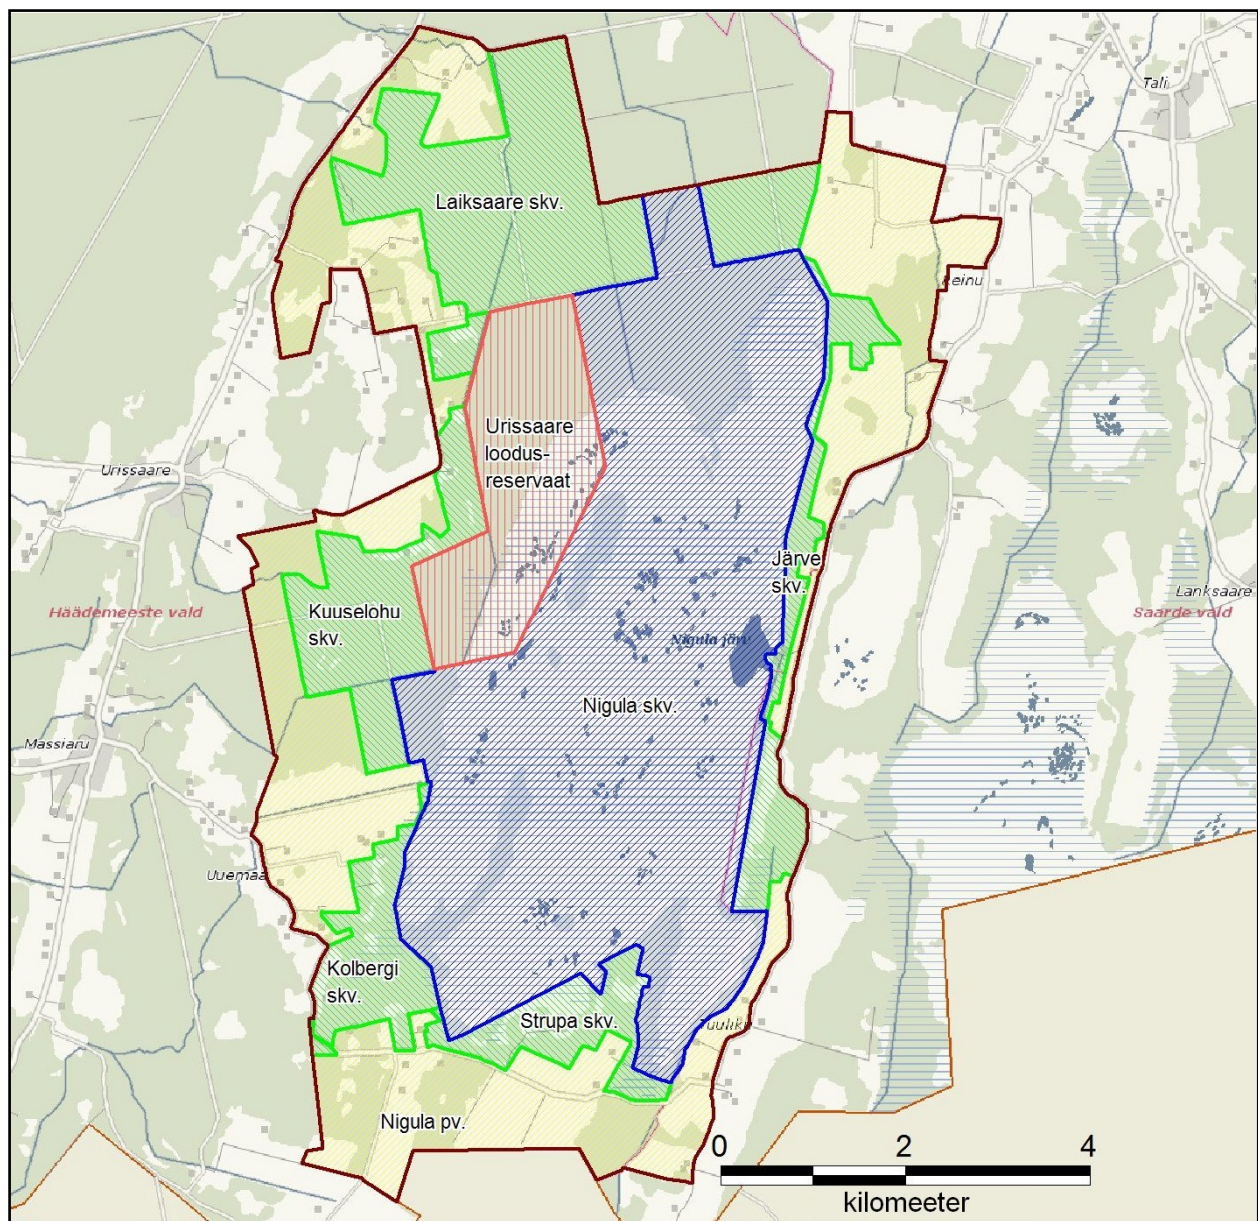 Tali
Laiksaare skv.
Reinu
Urissaare
loodus-
reservaat
Urissaare
Järve
skv.
Lanksaare
Häädemeeste vald
Kuuselohu
skv.
Saarde vald
Nigula järv
Nigula skv.
Massiaru
Uuemaa
Kolbergi
skv.
Strupa skv.
Tuuliku
Nigula pv.
0 2 4
kilomeeter